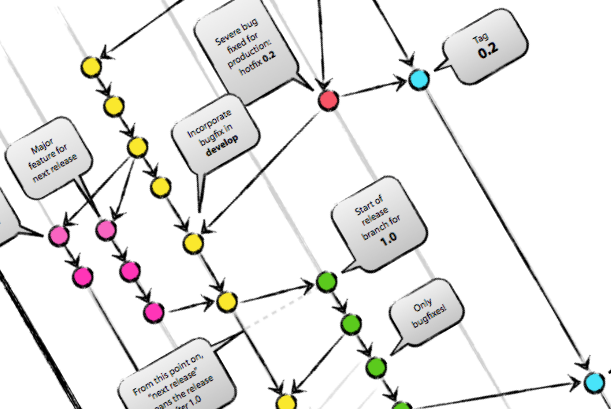 Severe bug
fixed for
production:
hotfix 0.2
Tag
0.2
Incorporate
bugfix in
develop
Major
feature for
next release
Start of
release
branch for
1.0
Only
bugfixes!
From this point on,
"next release"
the release
1.0